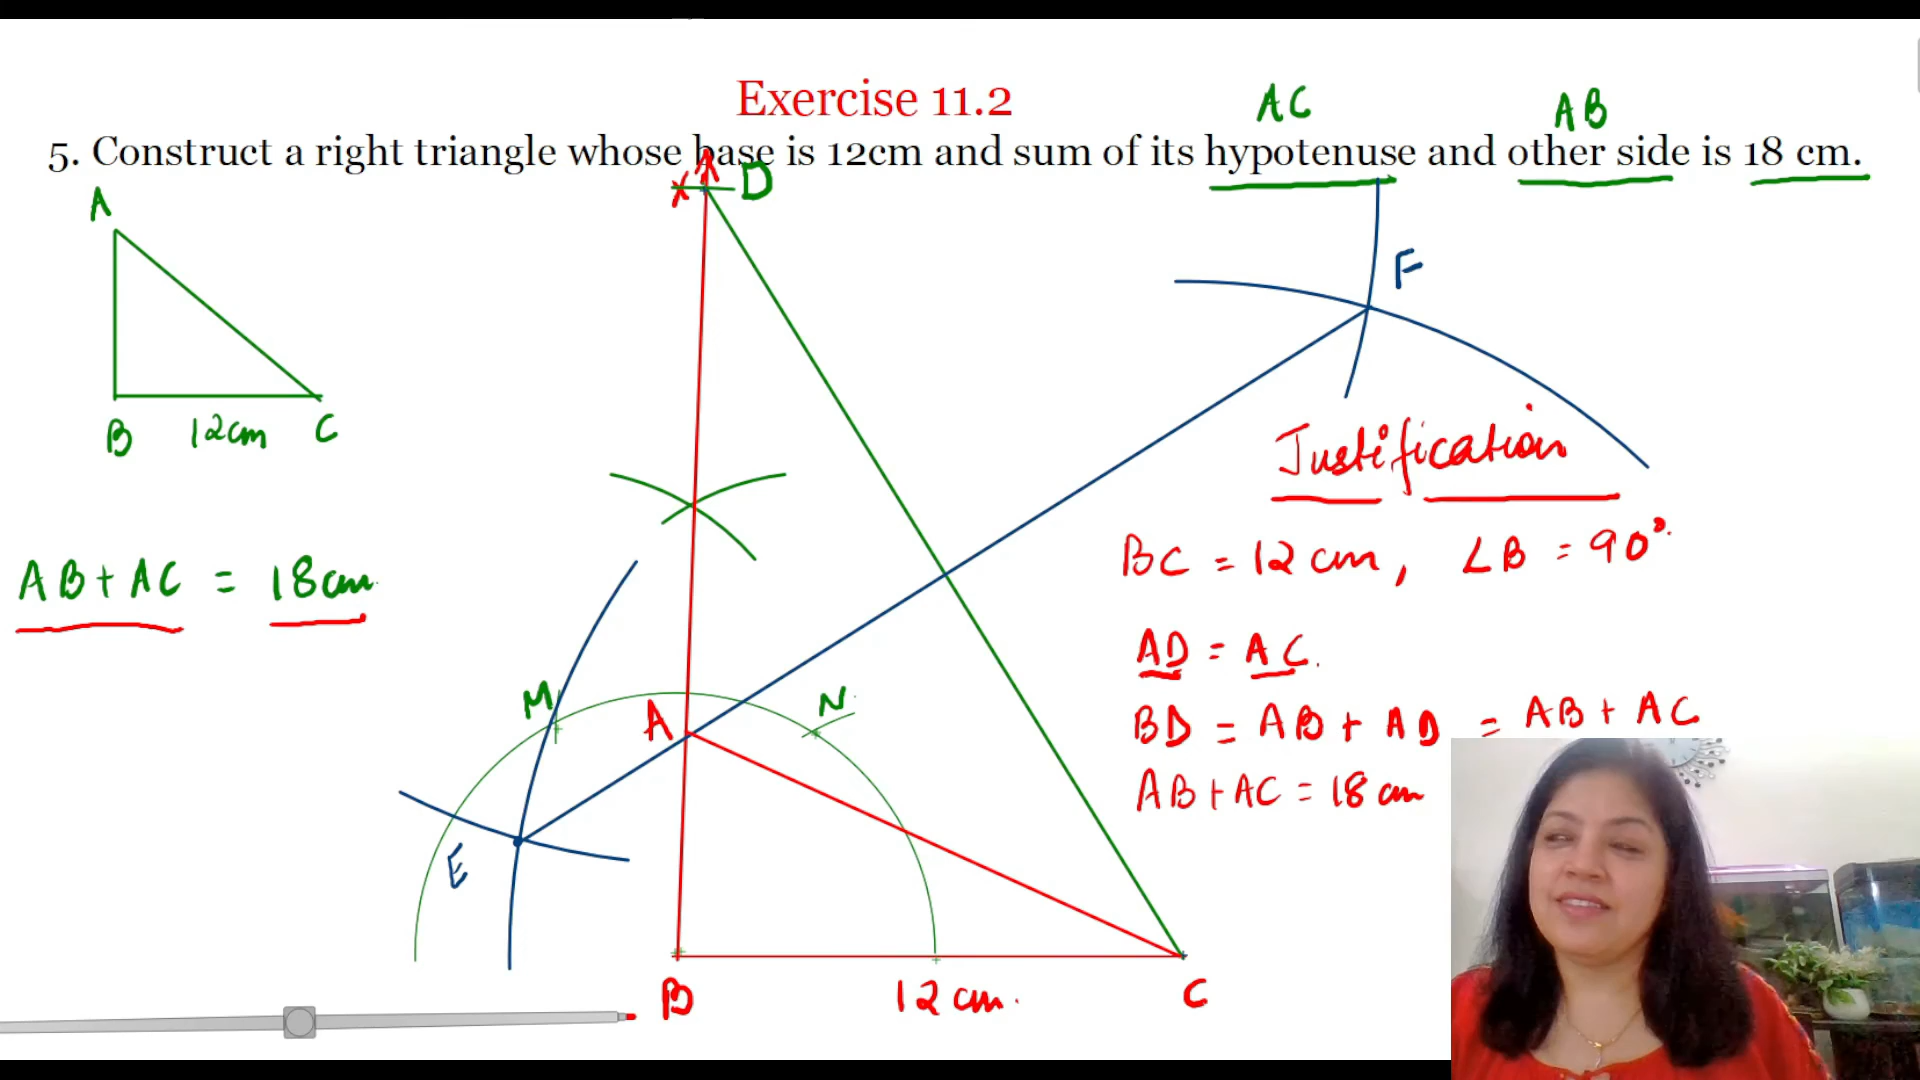 Exercise 11.2
AC
AB
5. Construct a right triangle whose base is 12cm and sum of its hypotenuse and other side is 18 cm.
A
B
12cm
C
AB + AC = 18cm
X
D
F
M
N
A
E
B
12 cm.
C
Justification
BC = 12 cm, ∠B = 90°
AD = AC.
BD = AB + AD = AB + AC
AB + AC = 18 cm